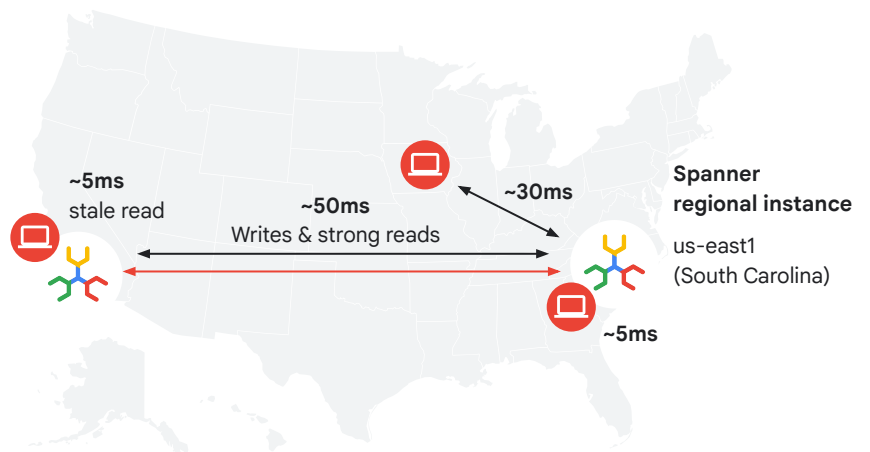 ~5ms
stale read
~50ms
Writes & strong reads
~30ms
Spanner
regional instance
us-east1
(South Carolina)
~5ms